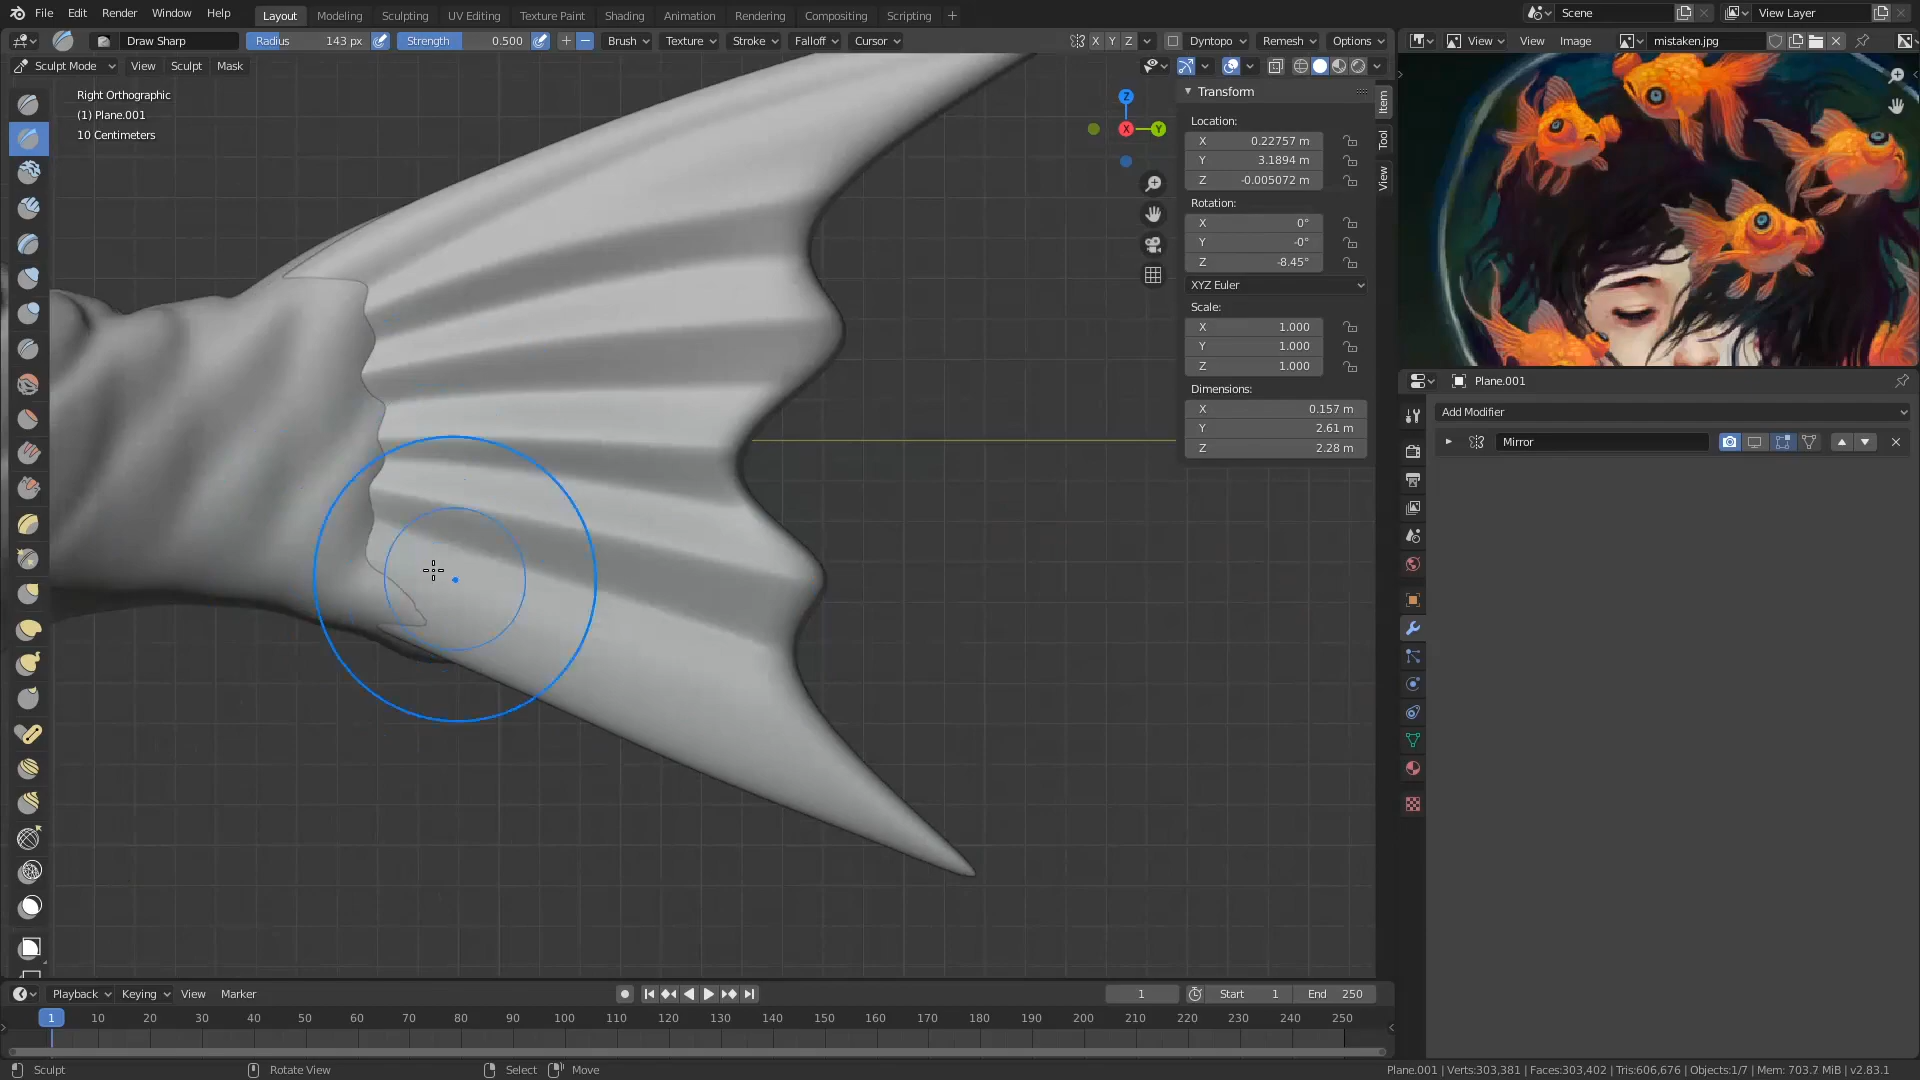 File Edit Render Window Help Layout Modeling Sculpting UV Editing Texture Paint Shading Animation Rendering Compositing Scripting + Scene View Layer
Draw Sharp Radius 143 px Strength 0.500 Brush Texture Stroke Falloff Cursor X Y Z Dyntopo Remesh Options View View Image mistaken.jpg
Sculpt Mode View Sculpt Mask
Right Orthographic
(1) Plane.001
10 Centimeters
Z
X
Y
Transform
Location:
X 0.22757 m
Y 3.1894 m
Z -0.005072 m
Rotation:
X 0°
Y -0°
Z -8.45°
XYZ Euler
Scale:
X 1.000
Y 1.000
Z 1.000
Dimensions:
X 0.157 m
Y 2.61 m
Z 2.28 m
Item
Tool
View
Plane.001
Add Modifier
Mirror
Playback Keying View Marker 1 Start 1 End 250
1 10 20 30 40 50 60 70 80 90 100 110 120 130 140 150 160 170 180 190 200 210 220 230 240 250
Sculpt Rotate View Select Move Plane.001 | Verts:303,381 | Faces:303,402 | Tris:606,676 | Objects:1/7 | Mem: 703.7 MiB | v2.83.1